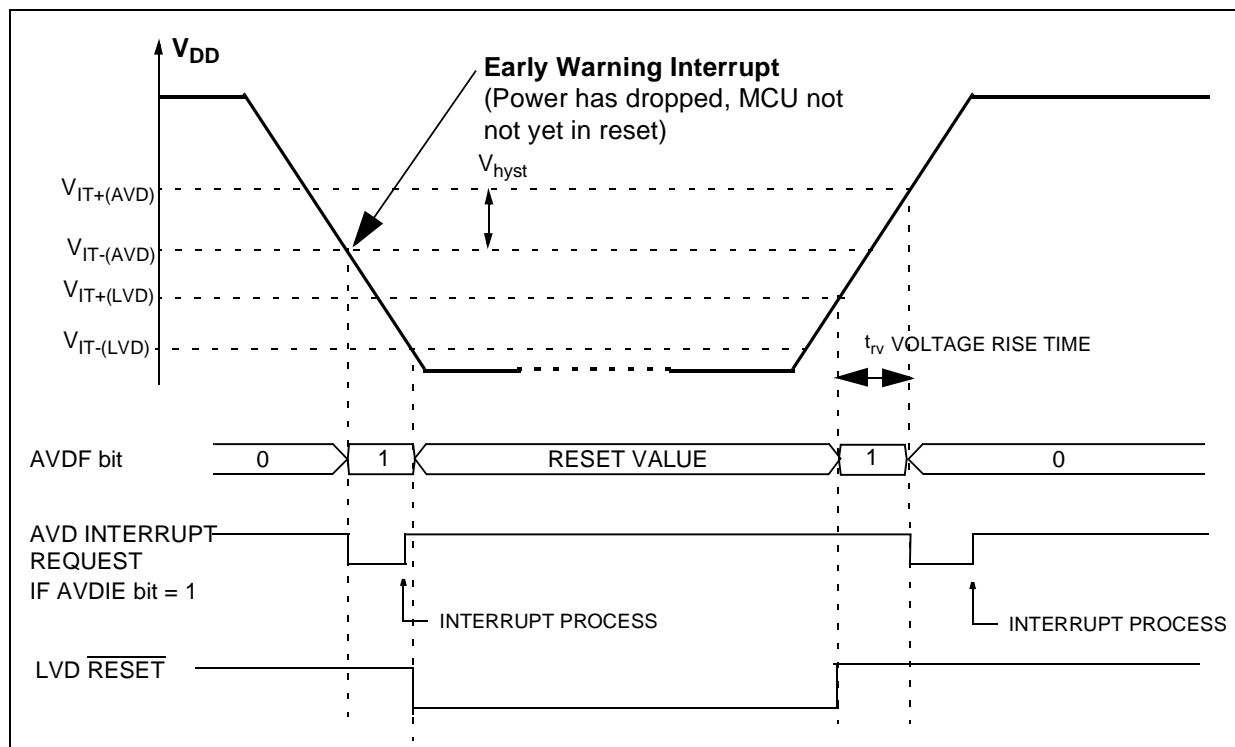 VDD
Early Warning Interrupt
(Power has dropped, MCU not
not yet in reset)
Vhyst
VIT+(AVD)
VIT-(AVD)
VIT+(LVD)
VIT-(LVD)
trv VOLTAGE RISE TIME
AVDF bit
0
1
RESET VALUE
1
0
AVD INTERRUPT
REQUEST
IF AVDIE bit = 1
INTERRUPT PROCESS
INTERRUPT PROCESS
LVD RESET